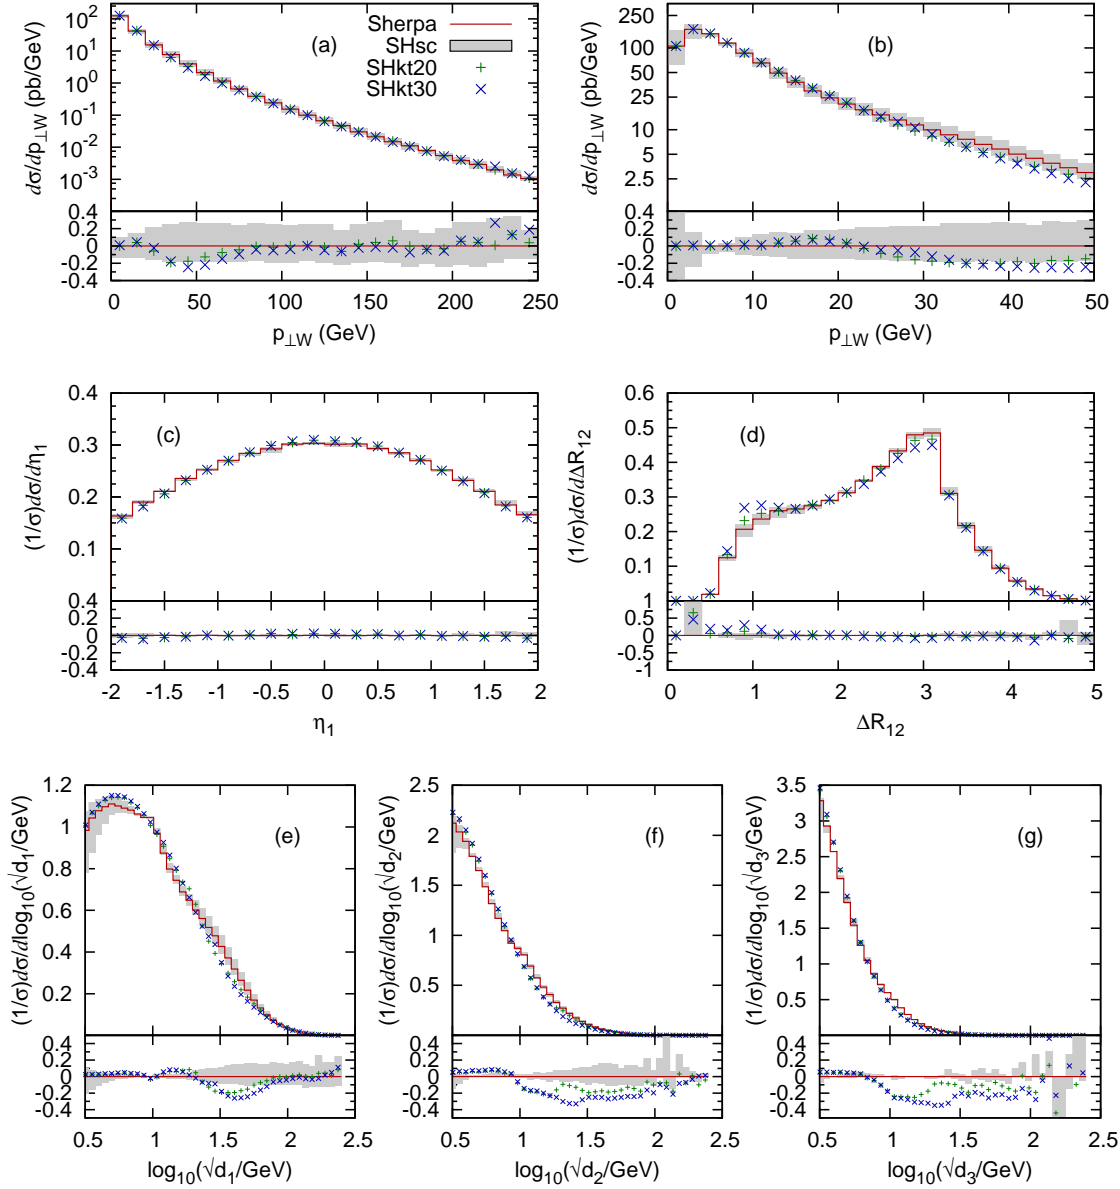 dσ/dp⊥W (pb/GeV)
10²
10¹
10⁰
10⁻¹
10⁻²
10⁻³
(a)
Sherpa
SHsc
SHkt20
SHkt30
0.4
0.2
0
-0.2
-0.4
0 50 100 150 200 250
p⊥W (GeV)
dσ/dp⊥W (pb/GeV)
250
100
50
25
10
5
2.5
(b)
0.4
0.2
0
-0.2
-0.4
0 10 20 30 40 50
p⊥W (GeV)
(1/σ)dσ/dη₁
0.4
0.3
0.2
0.1
(c)
0.4
0.2
0
-0.2
-0.4
-2 -1.5 -1 -0.5 0 0.5 1 1.5 2
η₁
(1/σ)dσ/dΔR₁₂
0.6
0.5
0.4
0.3
0.2
0.1
(d)
1
0.5
0
-0.5
-1
0 1 2 3 4 5
ΔR₁₂
(1/σ)dσ/dlog₁₀(√d₁/GeV)
1.2
1
0.8
0.6
0.4
0.2
(e)
0.4
0.2
0
-0.2
-0.4
0.5 1 1.5 2 2.5
log₁₀(√d₁/GeV)
(1/σ)dσ/dlog₁₀(√d₂/GeV)
2.5
2
1.5
1
0.5
(f)
0.4
0.2
0
-0.2
-0.4
0.5 1 1.5 2 2.5
log₁₀(√d₂/GeV)
(1/σ)dσ/dlog₁₀(√d₃/GeV)
3.5
3
2.5
2
1.5
1
0.5
(g)
0.4
0.2
0
-0.2
-0.4
0.5 1 1.5 2 2.5
log₁₀(√d₃/GeV)